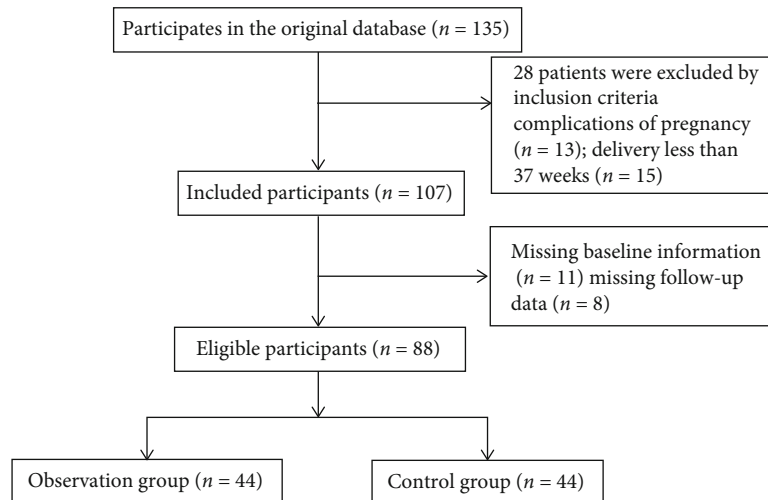 Participates in the original database (n = 135)
28 patients were excluded by
inclusion criteria
complications of pregnancy
(n = 13); delivery less than
37 weeks (n = 15)
Included participants (n = 107)
Missing baseline information
(n = 11) missing follow-up
data (n = 8)
Eligible participants (n = 88)
Observation group (n = 44)
Control group (n = 44)